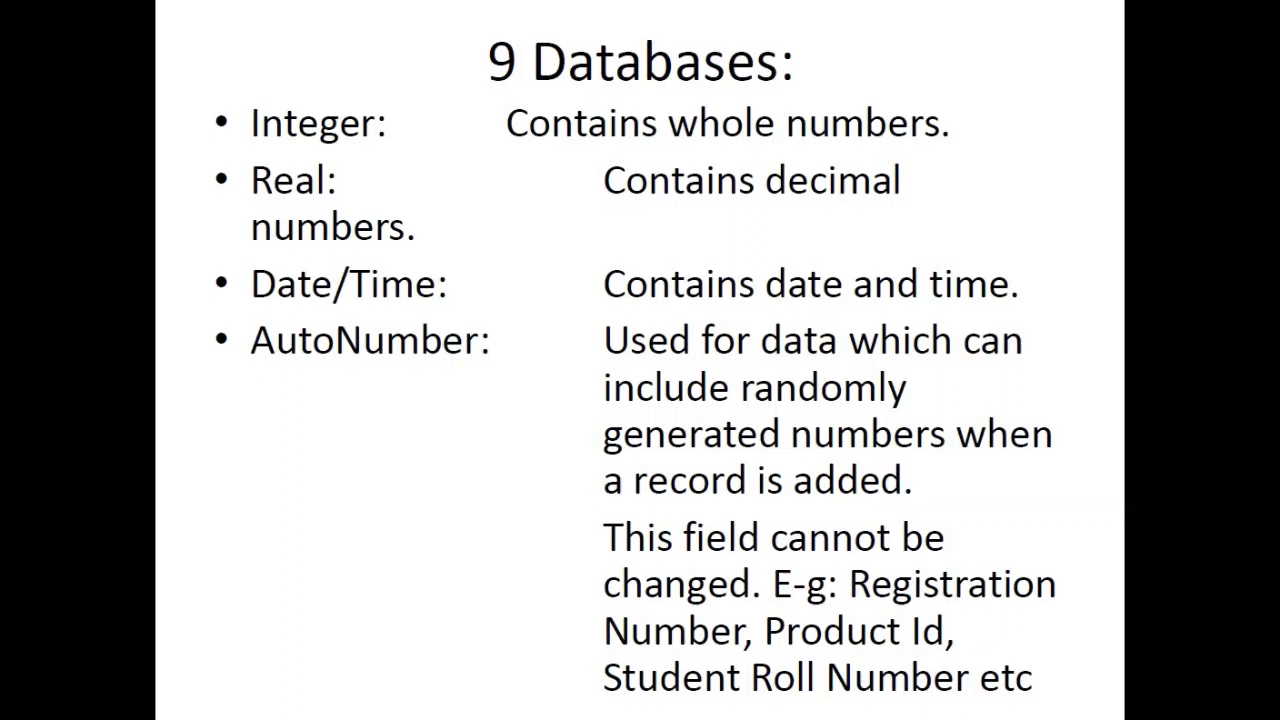 9 Databases:
• Integer: Contains whole numbers.
• Real: Contains decimal
numbers.
• Date/Time: Contains date and time.
• AutoNumber: Used for data which can
include randomly
generated numbers when
a record is added.
This field cannot be
changed. E-g: Registration
Number, Product Id,
Student Roll Number etc